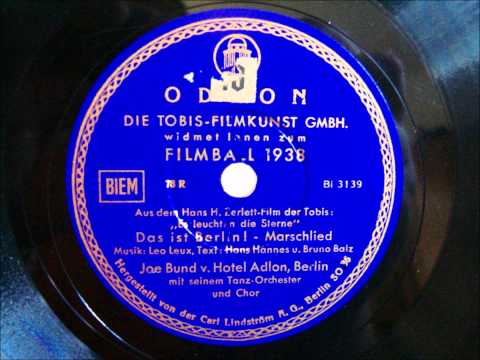 ODEON
DIE TOBIS-FILMKUNST GMBH.
widmet Ihnen zum
FILMBALL 1938
BIEM 78 R Bi 3139
Aus dem Hans H. Zerlett-Film der Tobis:
„Es leuchten die Sterne"
Das ist Berlin! - Marschlied
Musik: Leo Leux, Text: Hans Hannes u. Bruno Balz
Joe Bund v. Hotel Adlon, Berlin
mit seinem Tanz-Orchester
und Chor
Hergestellt von der Carl Lindström A. G., Berlin SO 36